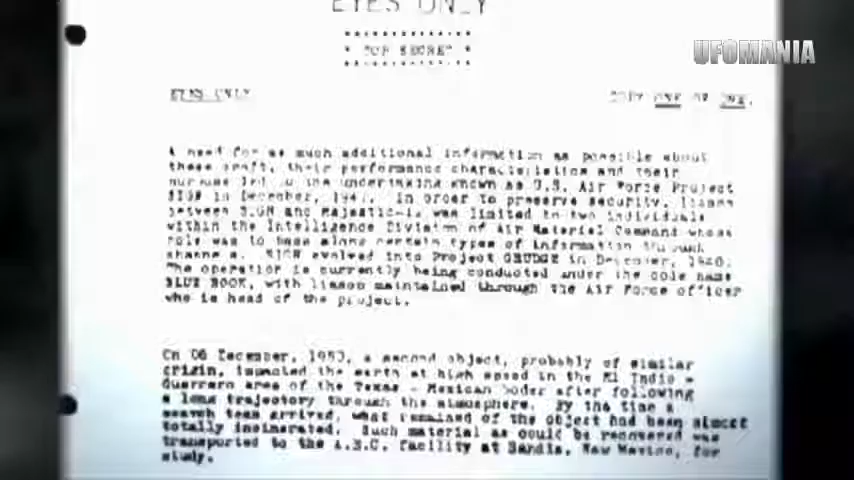 EYES ONLY
UFOMANIA
* TOP SECRET *
EYES ONLY
COPY ONE OF ONE.
A need for as much additional information as possible about
these craft, their performance characteristics and their
purpose led to the undertaking known as U.S. Air Force Project
SIGN in December, 1947. In order to preserve security, liason
between SIGN and Majestic-12 was limited to two individuals
within the Intelligence Division of Air Materiel Command whose
role was to pass along certain types of information through
channels. SIGN evolved into Project GRUDGE in December, 1948.
The operation is currently being conducted under the code name
BLUE BOOK, with liason maintained through the Air Force officer
who is head of the project.
On 06 December, 1950, a second object, probably of similar
origin, impacted the earth at high speed in the El Indio -
Guerrero area of the Texas - Mexican boder after following
a long trajectory through the atmosphere. By the time a
search team arrived, what remained of the object had been almost
totally incinerated. Such material as could be recovered was
transported to the A.E.C. facility at Sandia, New Mexico, for
study.